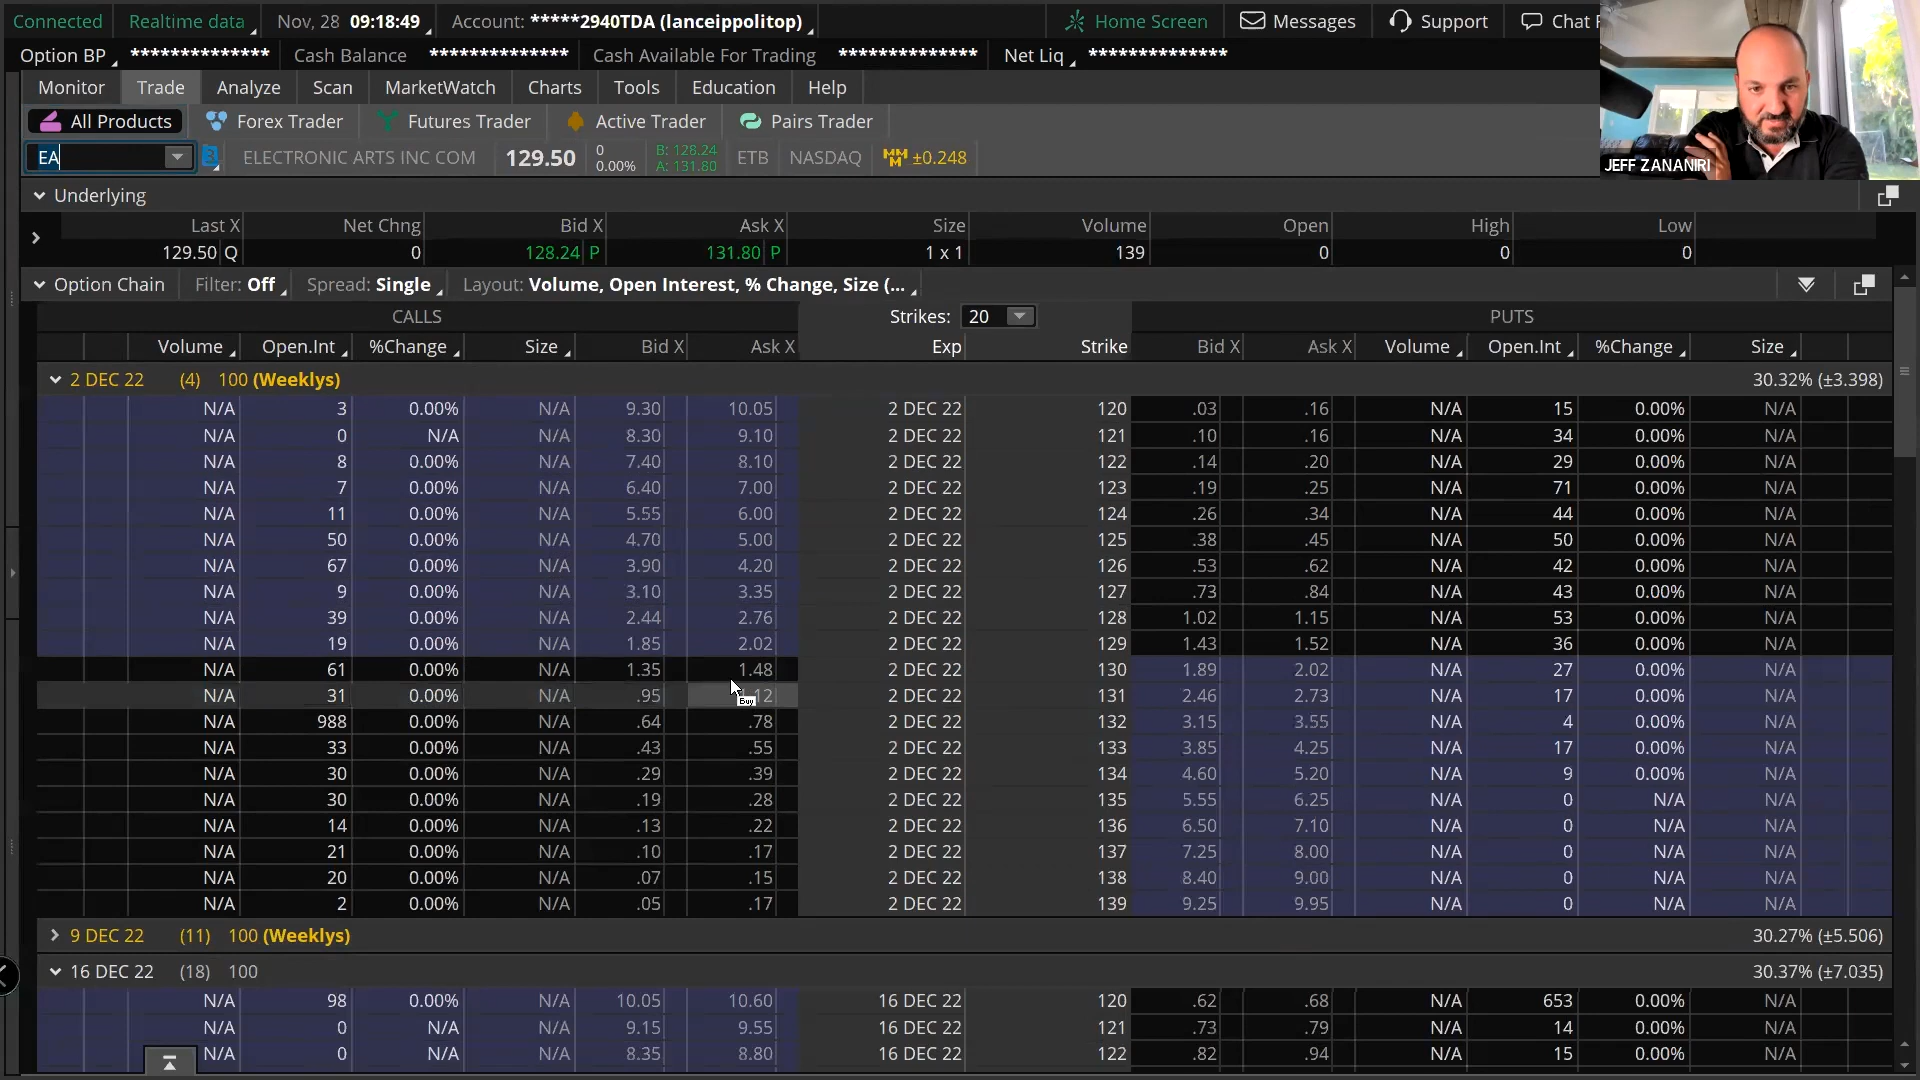 Connected Realtime data Nov, 28 09:18:49 Account: *****2940TDA (lanceippolitop) Home Screen Messages Support Chat
Option BP ************** Cash Balance ************** Cash Available For Trading ************** Net Liq **************
Monitor Trade Analyze Scan MarketWatch Charts Tools Education Help
All Products Forex Trader Futures Trader Active Trader Pairs Trader
EA ELECTRONIC ARTS INC COM 129.50 0 0.00% B: 128.24 A: 131.80 ETB NASDAQ ±0.248
JEFF ZANANIRI
Underlying
Last X Net Chng Bid X Ask X Size Volume Open High Low
129.50 Q 0 128.24 P 131.80 P 1 x 1 139 0 0 0
Option Chain Filter: Off Spread: Single Layout: Volume, Open Interest, % Change, Size (...
CALLS Strikes: 20 PUTS
Volume Open.Int %Change Size Bid X Ask X Exp Strike Bid X Ask X Volume Open.Int %Change Size
2 DEC 22 (4) 100 (Weeklys) 30.32% (±3.398)
N/A 3 0.00% N/A 9.30 10.05 2 DEC 22 120 .03 .16 N/A 15 0.00% N/A
N/A 0 N/A N/A 8.30 9.10 2 DEC 22 121 .10 .16 N/A 34 0.00% N/A
N/A 8 0.00% N/A 7.40 8.10 2 DEC 22 122 .14 .20 N/A 29 0.00% N/A
N/A 7 0.00% N/A 6.40 7.00 2 DEC 22 123 .19 .25 N/A 71 0.00% N/A
N/A 11 0.00% N/A 5.55 6.00 2 DEC 22 124 .26 .34 N/A 44 0.00% N/A
N/A 50 0.00% N/A 4.70 5.00 2 DEC 22 125 .38 .45 N/A 50 0.00% N/A
N/A 67 0.00% N/A 3.90 4.20 2 DEC 22 126 .53 .62 N/A 42 0.00% N/A
N/A 9 0.00% N/A 3.10 3.35 2 DEC 22 127 .73 .84 N/A 43 0.00% N/A
N/A 39 0.00% N/A 2.44 2.76 2 DEC 22 128 1.02 1.15 N/A 53 0.00% N/A
N/A 19 0.00% N/A 1.85 2.02 2 DEC 22 129 1.43 1.52 N/A 36 0.00% N/A
N/A 61 0.00% N/A 1.35 1.48 2 DEC 22 130 1.89 2.02 N/A 27 0.00% N/A
N/A 31 0.00% N/A .95 Buy 2 DEC 22 131 2.46 2.73 N/A 17 0.00% N/A
N/A 988 0.00% N/A .64 .78 2 DEC 22 132 3.15 3.55 N/A 4 0.00% N/A
N/A 33 0.00% N/A .43 .55 2 DEC 22 133 3.85 4.25 N/A 17 0.00% N/A
N/A 30 0.00% N/A .29 .39 2 DEC 22 134 4.60 5.20 N/A 9 0.00% N/A
N/A 30 0.00% N/A .19 .28 2 DEC 22 135 5.55 6.25 N/A 0 N/A N/A
N/A 14 0.00% N/A .13 .22 2 DEC 22 136 6.50 7.10 N/A 0 N/A N/A
N/A 21 0.00% N/A .10 .17 2 DEC 22 137 7.25 8.00 N/A 0 N/A N/A
N/A 20 0.00% N/A .07 .15 2 DEC 22 138 8.40 9.00 N/A 0 N/A N/A
N/A 2 0.00% N/A .05 .17 2 DEC 22 139 9.25 9.95 N/A 0 N/A N/A
9 DEC 22 (11) 100 (Weeklys) 30.27% (±5.506)
16 DEC 22 (18) 100 30.37% (±7.035)
N/A 98 0.00% N/A 10.05 10.60 16 DEC 22 120 .62 .68 N/A 653 0.00% N/A
N/A 0 N/A N/A 9.15 9.55 16 DEC 22 121 .73 .79 N/A 14 0.00% N/A
N/A 0 N/A N/A 8.35 8.80 16 DEC 22 122 .82 .94 N/A 15 0.00% N/A